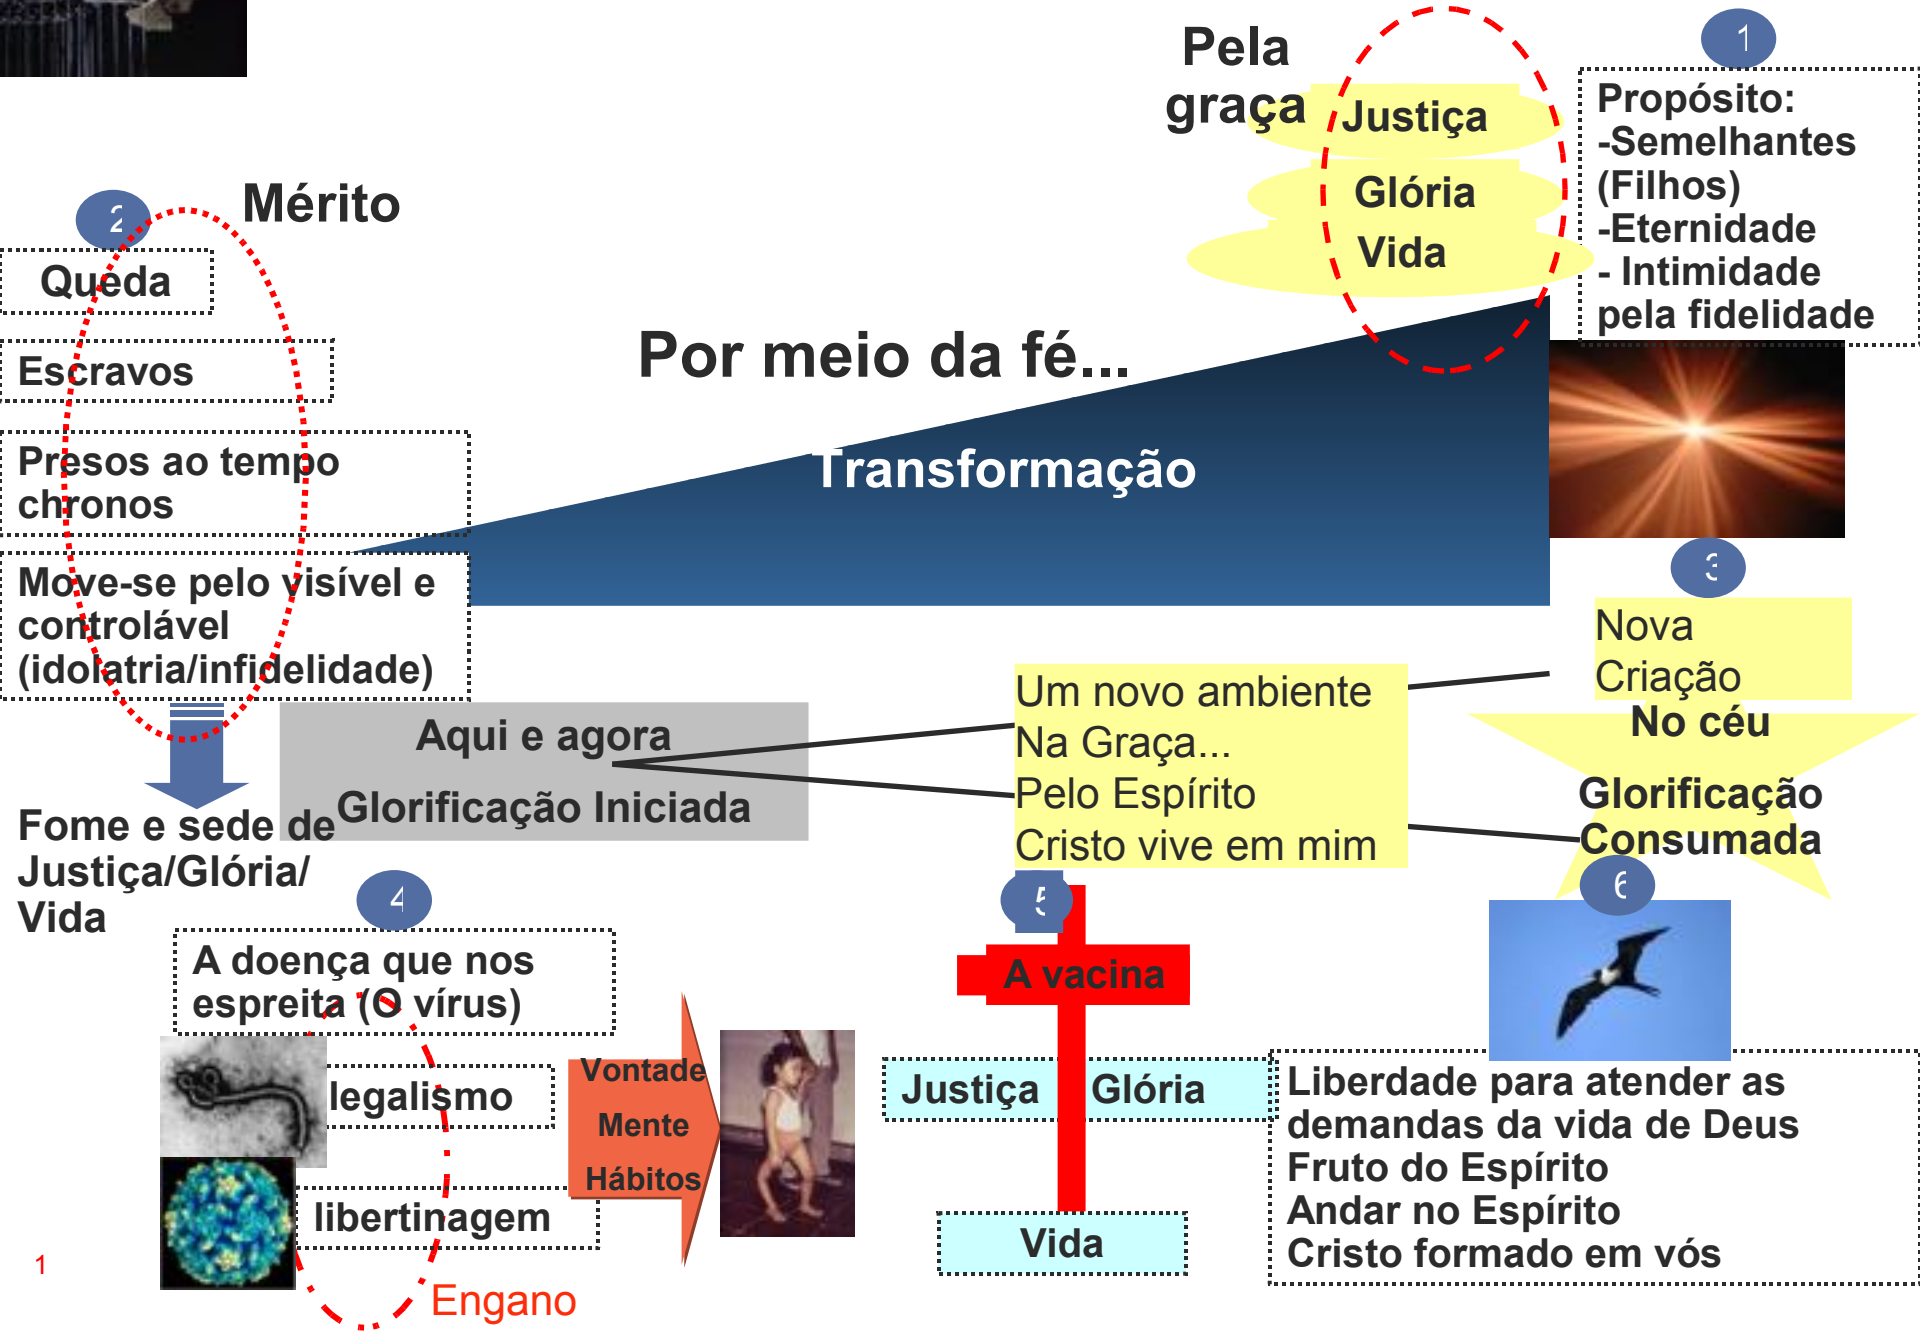 Pela
graça
Justiça
Glória
Vida
1
Propósito:
-Semelhantes
(Filhos)
-Eternidade
- Intimidade
pela fidelidade
2
Mérito
Queda
Escravos
Presos ao tempo
chronos
Move-se pelo visível e
controlável
(idolatria/infidelidade)
Por meio da fé...
Transformação
3
Nova
Criação
No céu
Glorificação
Consumada
Aqui e agora
Glorificação Iniciada
Um novo ambiente
Na Graça...
Pelo Espírito
Cristo vive em mim
Fome e sede de
Justiça/Glória/
Vida
4
A doença que nos
espreita (O vírus)
legalismo
libertinagem
Engano
Vontade
Mente
Hábitos
5
A vacina
Justiça
Glória
Vida
6
Liberdade para atender as
demandas da vida de Deus
Fruto do Espírito
Andar no Espírito
Cristo formado em vós
1